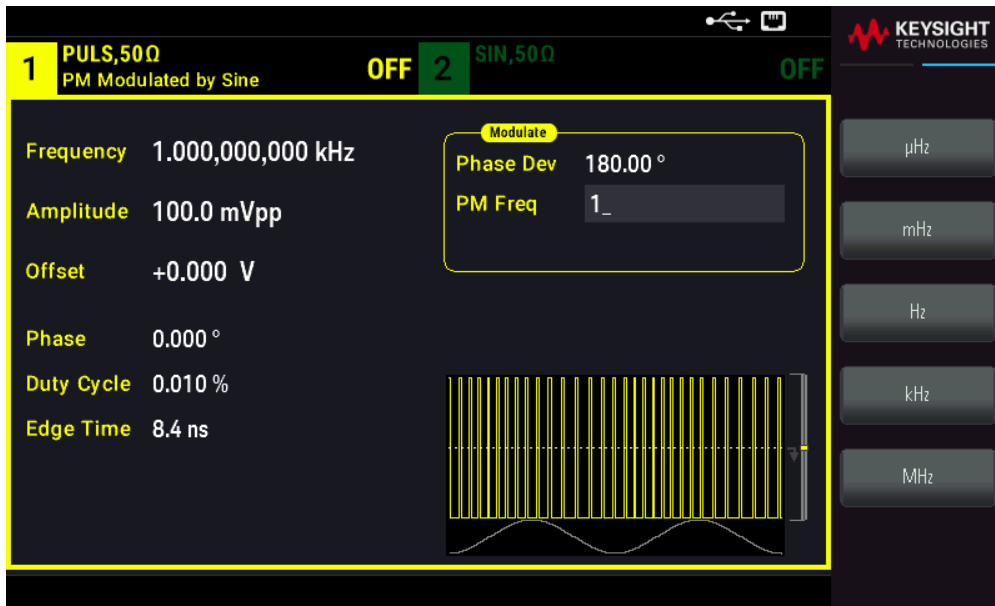 KEYSIGHT
TECHNOLOGIES
1 PULS,50Ω OFF 2 SIN,50Ω OFF
PM Modulated by Sine
Frequency 1.000,000,000 kHz
Amplitude 100.0 mVpp
Offset +0.000 V
Phase 0.000 °
Duty Cycle 0.010 %
Edge Time 8.4 ns
Modulate
Phase Dev 180.00 °
PM Freq 1_
µHz
mHz
Hz
kHz
MHz